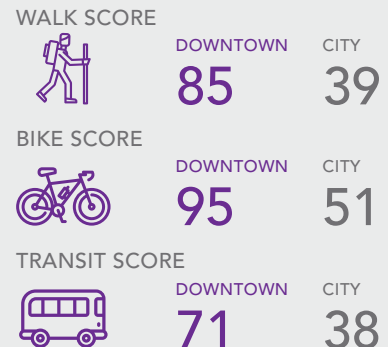 WALK SCORE
DOWNTOWN CITY
85 39
BIKE SCORE
DOWNTOWN CITY
95 51
TRANSIT SCORE
DOWNTOWN CITY
71 38